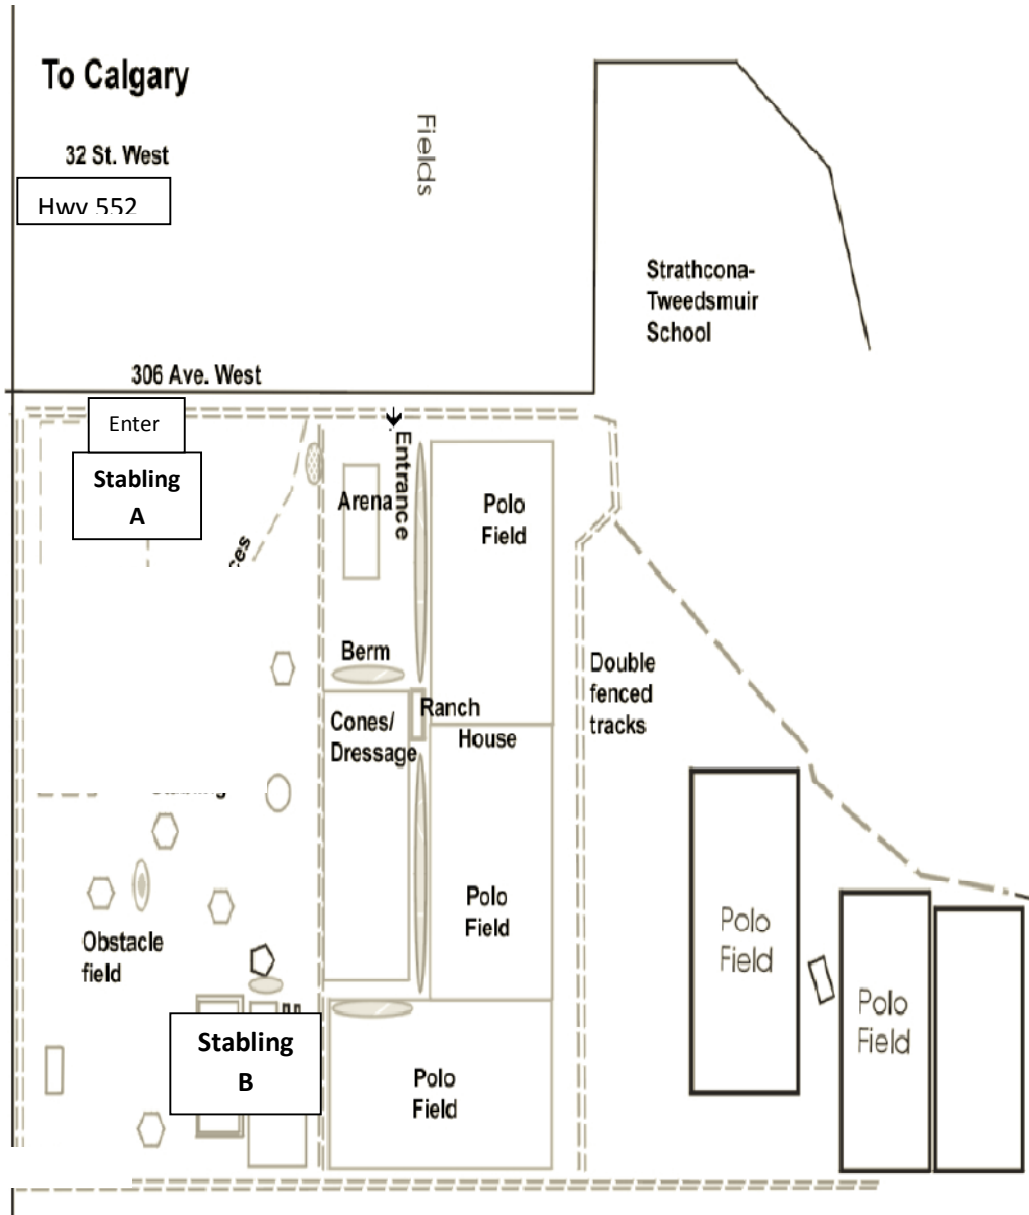 To Calgary
Fields
32 St. West
Hwy 552
Strathcona-
Tweedsmuir
School
306 Ave. West
Enter
Stabling
A
Entrance
Arena
Polo
Field
Berm
Double
fenced
tracks
Ranch
House
Cones/
Dressage
Polo
Field
Obstacle
field
Polo
Field
Polo
Field
Stabling
B
Polo
Field